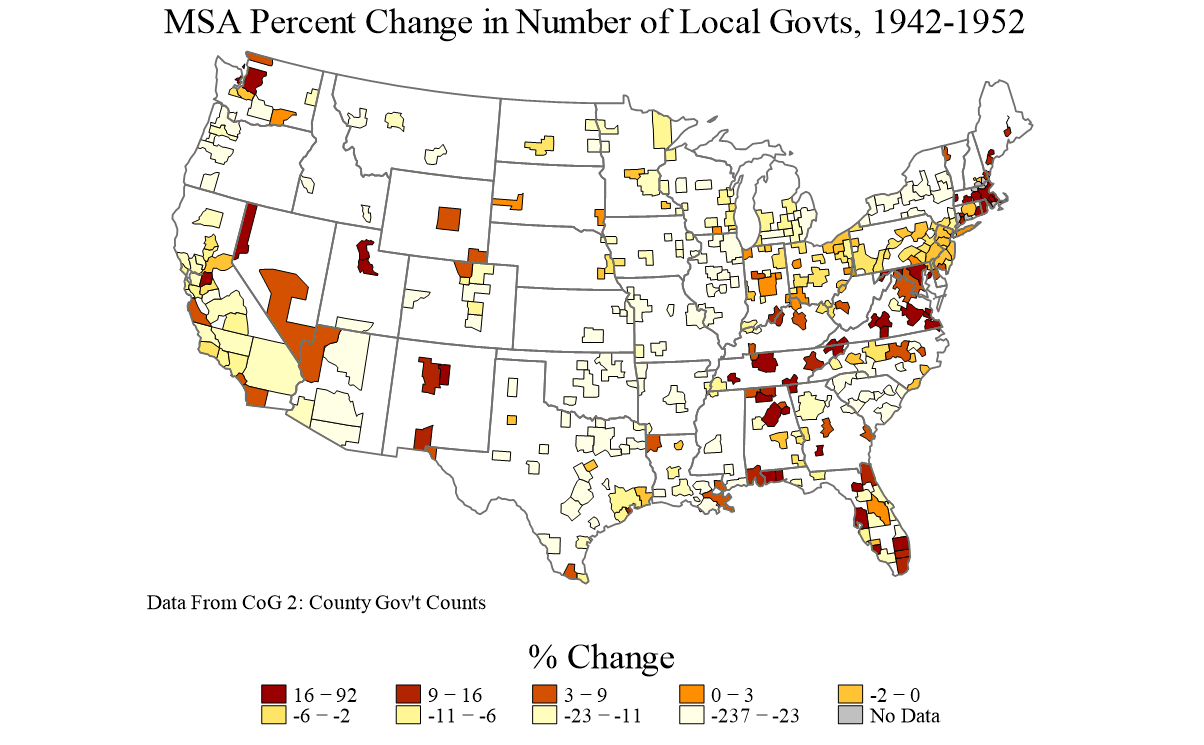 MSA Percent Change in Number of Local Govts, 1942-1952
Data From CoG 2: County Gov't Counts
% Change
16 − 92 9 − 16 3 − 9 0 − 3 -2 − 0
-6 − -2 -11 − -6 -23 − -11 -237 − -23 No Data